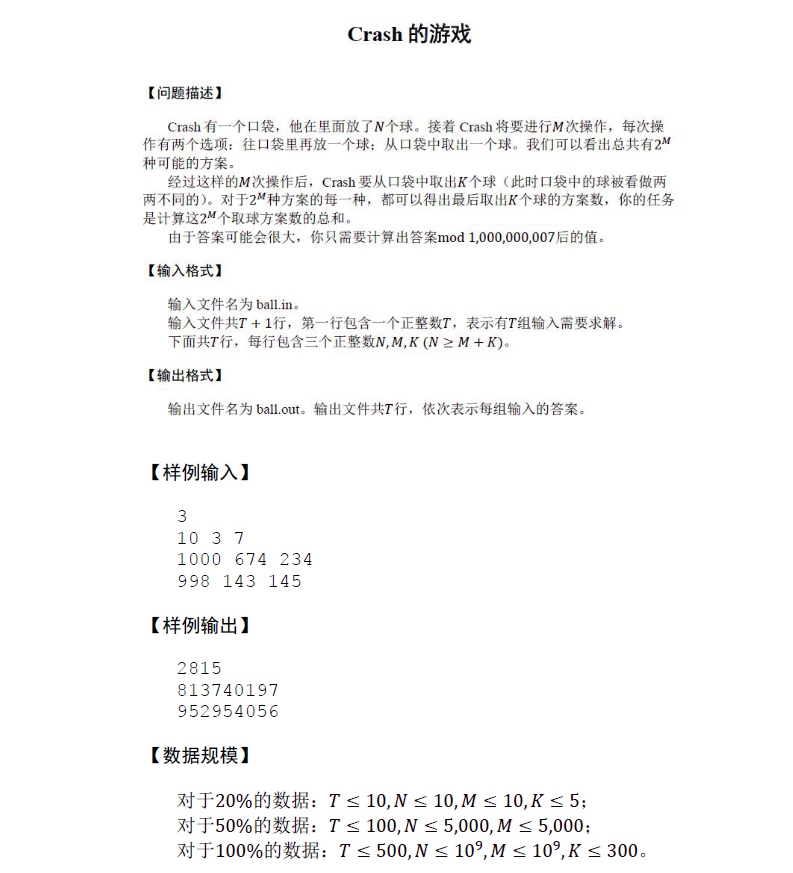 Crash 的游戏
【问题描述】
Crash 有一个口袋，他在里面放了N个球。接着 Crash 将要进行M次操作，每次操
作有两个选项：往口袋里再放一个球；从口袋中取出一个球。我们可以看出总共有2^M
种可能的方案。
经过这样的M次操作后，Crash 要从口袋中取出K个球（此时口袋中的球被看做两
两不同的）。对于2^M种方案的每一种，都可以得出最后取出K个球的方案数，你的任务
是计算这2^M个取球方案数的总和。
由于答案可能会很大，你只需要计算出答案mod 1,000,000,007后的值。
【输入格式】
输入文件名为 ball.in。
输入文件共T + 1行，第一行包含一个正整数T，表示有T组输入需要求解。
下面共T行，每行包含三个正整数N, M, K (N ≥ M + K)。
【输出格式】
输出文件名为 ball.out。输出文件共T行，依次表示每组输入的答案。
【样例输入】
3
10 3 7
1000 674 234
998 143 145
【样例输出】
2815
813740197
952954056
【数据规模】
对于20%的数据：T ≤ 10, N ≤ 10, M ≤ 10, K ≤ 5；
对于50%的数据：T ≤ 100, N ≤ 5,000, M ≤ 5,000；
对于100%的数据：T ≤ 500, N ≤ 10⁹, M ≤ 10⁹, K ≤ 300。